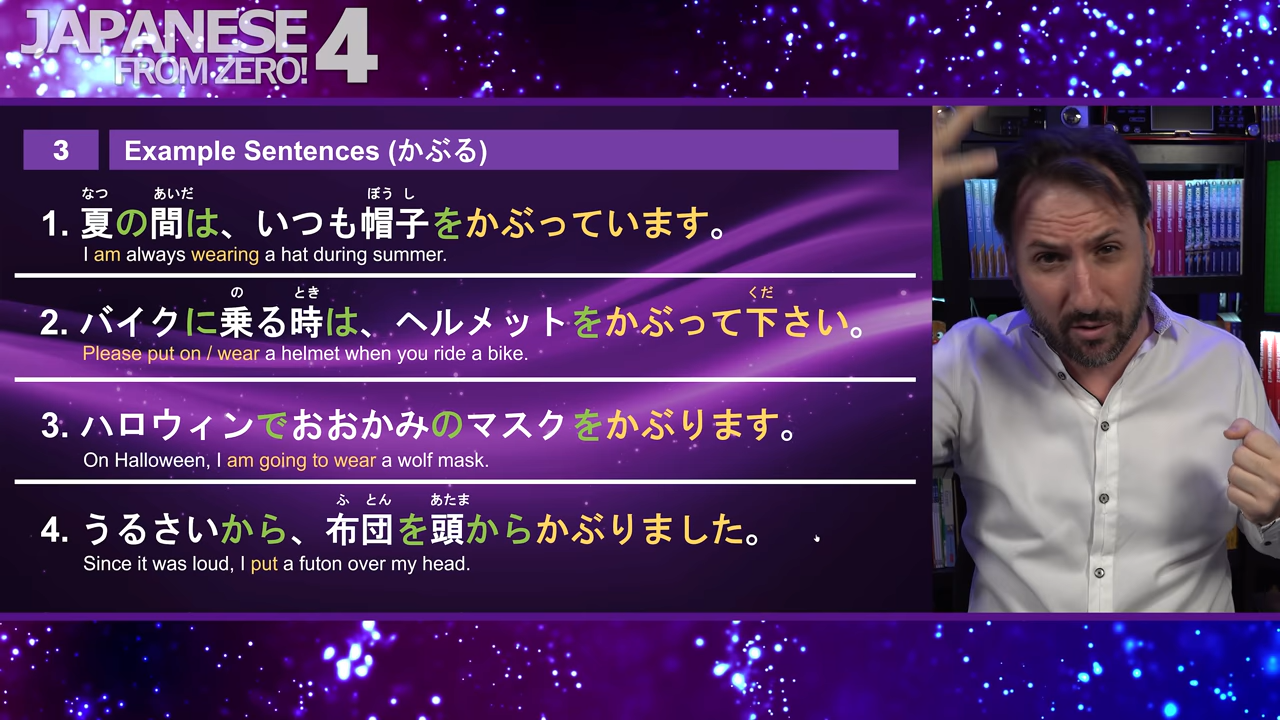 JAPANESE
FROM ZERO! 4
3 Example Sentences (かぶる)
なつ あいだ ぼう し
1. 夏の間は、いつも帽子をかぶっています。
I am always wearing a hat during summer.
の とき くだ
2. バイクに乗る時は、ヘルメットをかぶって下さい。
Please put on / wear a helmet when you ride a bike.
3. ハロウィンでおおかみのマスクをかぶります。
On Halloween, I am going to wear a wolf mask.
ふ とん あたま
4. うるさいから、布団を頭からかぶりました。
Since it was loud, I put a futon over my head.